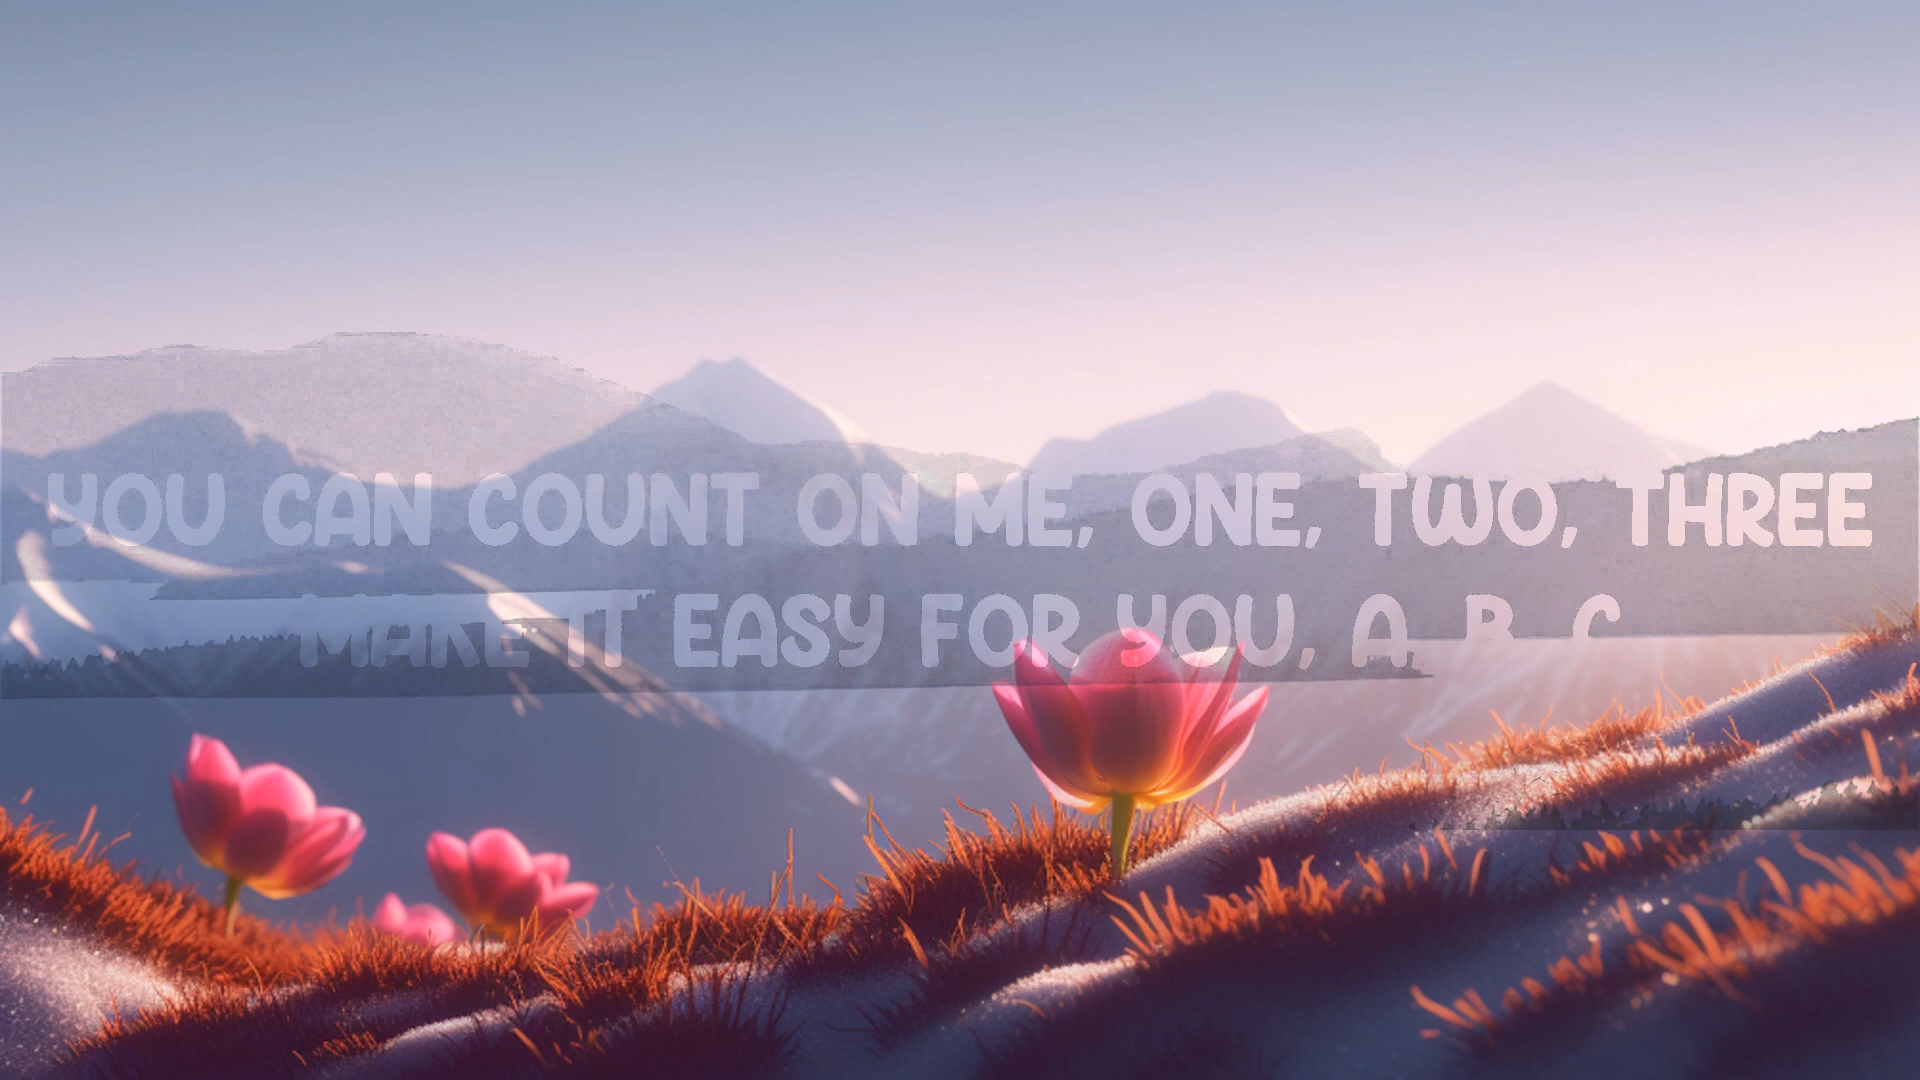 YOU CAN COUNT ON ME, ONE, TWO, THREE
MAKE IT EASY FOR YOU, A, B, C